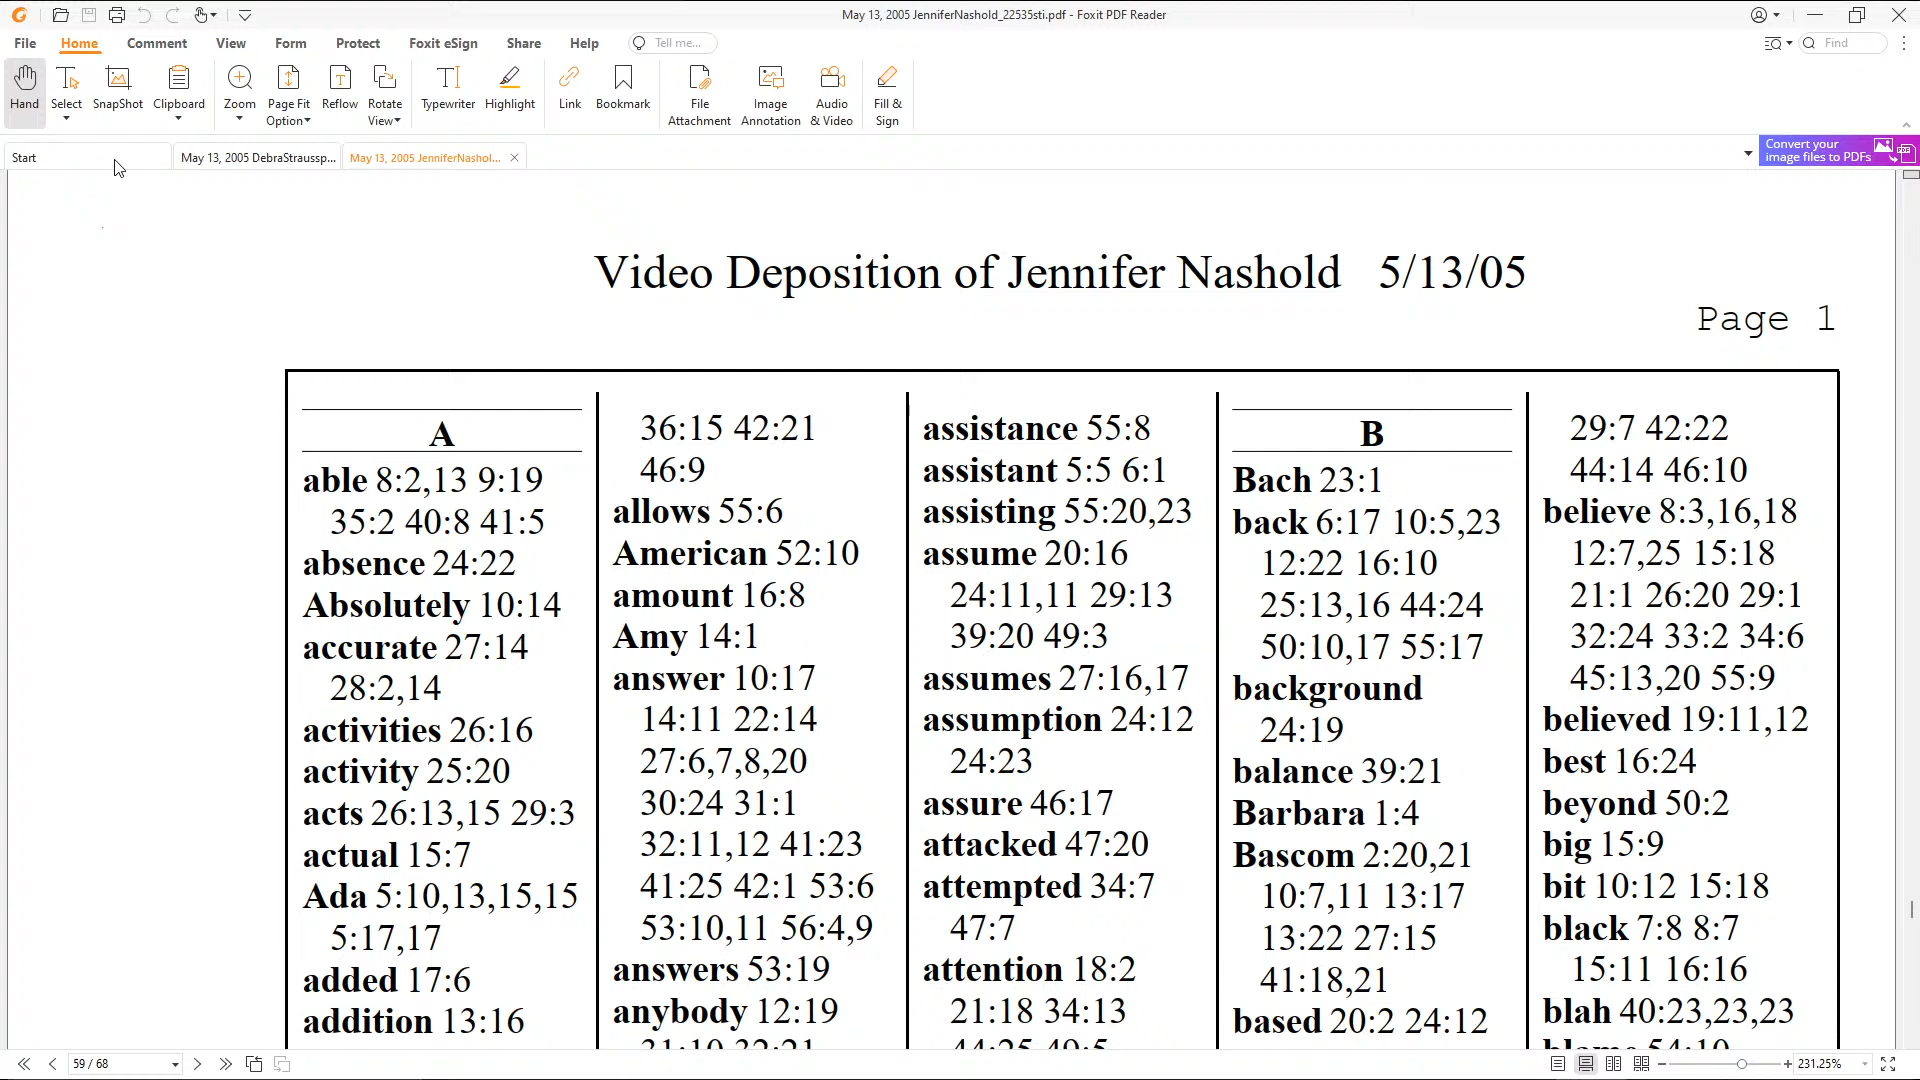 May 13, 2005 JenniferNashold_22535sti.pdf - Foxit PDF Reader
File Home Comment View Form Protect Foxit eSign Share Help Tell me... Find
Hand Select SnapShot Clipboard Zoom Page Fit Option Reflow Rotate View Typewriter Highlight Link Bookmark File Attachment Image Annotation Audio & Video Fill & Sign
Start May 13, 2005 DebraStraussp... May 13, 2005 JenniferNashol...
Convert your
image files to PDFs
Video Deposition of Jennifer Nashold 5/13/05
Page 1
A
able 8:2,13 9:19
35:2 40:8 41:5
absence 24:22
Absolutely 10:14
accurate 27:14
28:2,14
activities 26:16
activity 25:20
acts 26:13,15 29:3
actual 15:7
Ada 5:10,13,15,15
5:17,17
added 17:6
addition 13:16
36:15 42:21
46:9
allows 55:6
American 52:10
amount 16:8
Amy 14:1
answer 10:17
14:11 22:14
27:6,7,8,20
30:24 31:1
32:11,12 41:23
41:25 42:1 53:6
53:10,11 56:4,9
answers 53:19
anybody 12:19
31:10 32:21
assistance 55:8
assistant 5:5 6:1
assisting 55:20,23
assume 20:16
24:11,11 29:13
39:20 49:3
assumes 27:16,17
assumption 24:12
24:23
assure 46:17
attacked 47:20
attempted 34:7
47:7
attention 18:2
21:18 34:13
44:25 49:5
B
Bach 23:1
back 6:17 10:5,23
12:22 16:10
25:13,16 44:24
50:10,17 55:17
background
24:19
balance 39:21
Barbara 1:4
Bascom 2:20,21
10:7,11 13:17
13:22 27:15
41:18,21
based 20:2 24:12
29:7 42:22
44:14 46:10
believe 8:3,16,18
12:7,25 15:18
21:1 26:20 29:1
32:24 33:2 34:6
45:13,20 55:9
believed 19:11,12
best 16:24
beyond 50:2
big 15:9
bit 10:12 15:18
black 7:8 8:7
15:11 16:16
blah 40:23,23,23
blame 54:10
59 / 68
231.25%